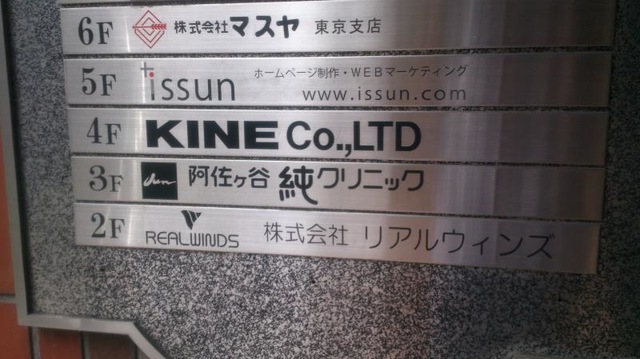 6F 株式会社マスヤ 東京支店
5F issun ホームページ制作・WEBマーケティング
www.issun.com
4F KINE Co.,LTD
3F Jun 阿佐ヶ谷 純クリニック
2F REALWINDS 株式会社 リアルウィンズ